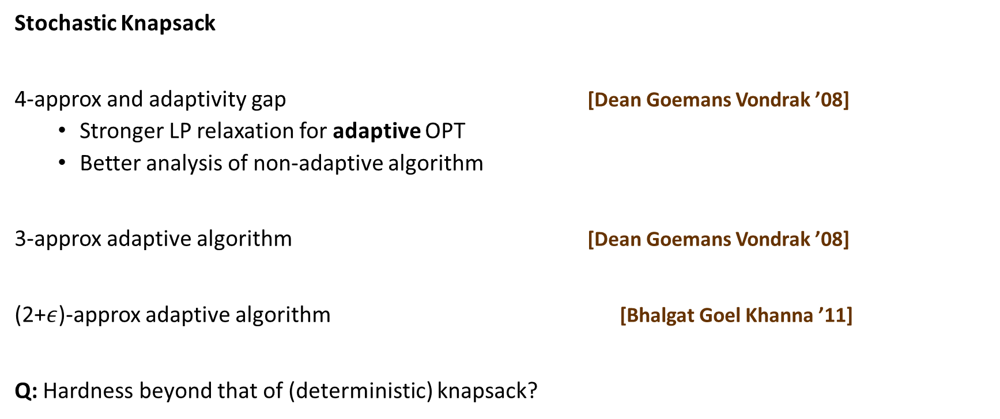 Stochastic Knapsack
4-approx and adaptivity gap [Dean Goemans Vondrak ’08]
• Stronger LP relaxation for adaptive OPT
• Better analysis of non-adaptive algorithm
3-approx adaptive algorithm [Dean Goemans Vondrak ’08]
(2+ϵ)-approx adaptive algorithm [Bhalgat Goel Khanna ’11]
Q: Hardness beyond that of (deterministic) knapsack?